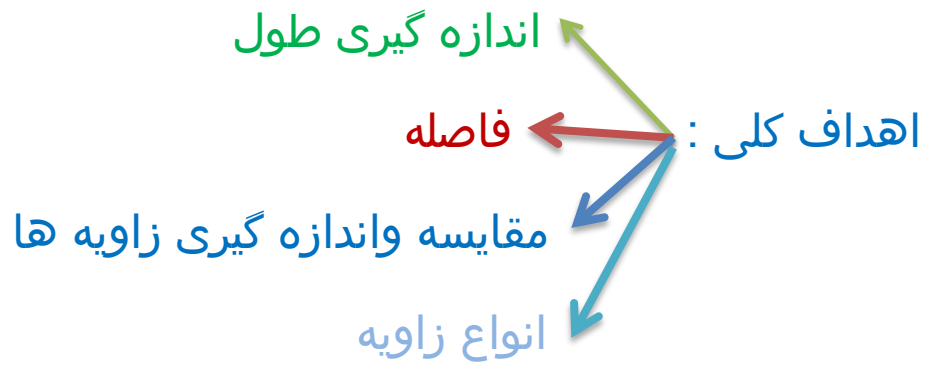 اندازه گیری طول
اهداف کلی : فاصله
مقایسه واندازه گیری زاویه ها
انواع زاویه